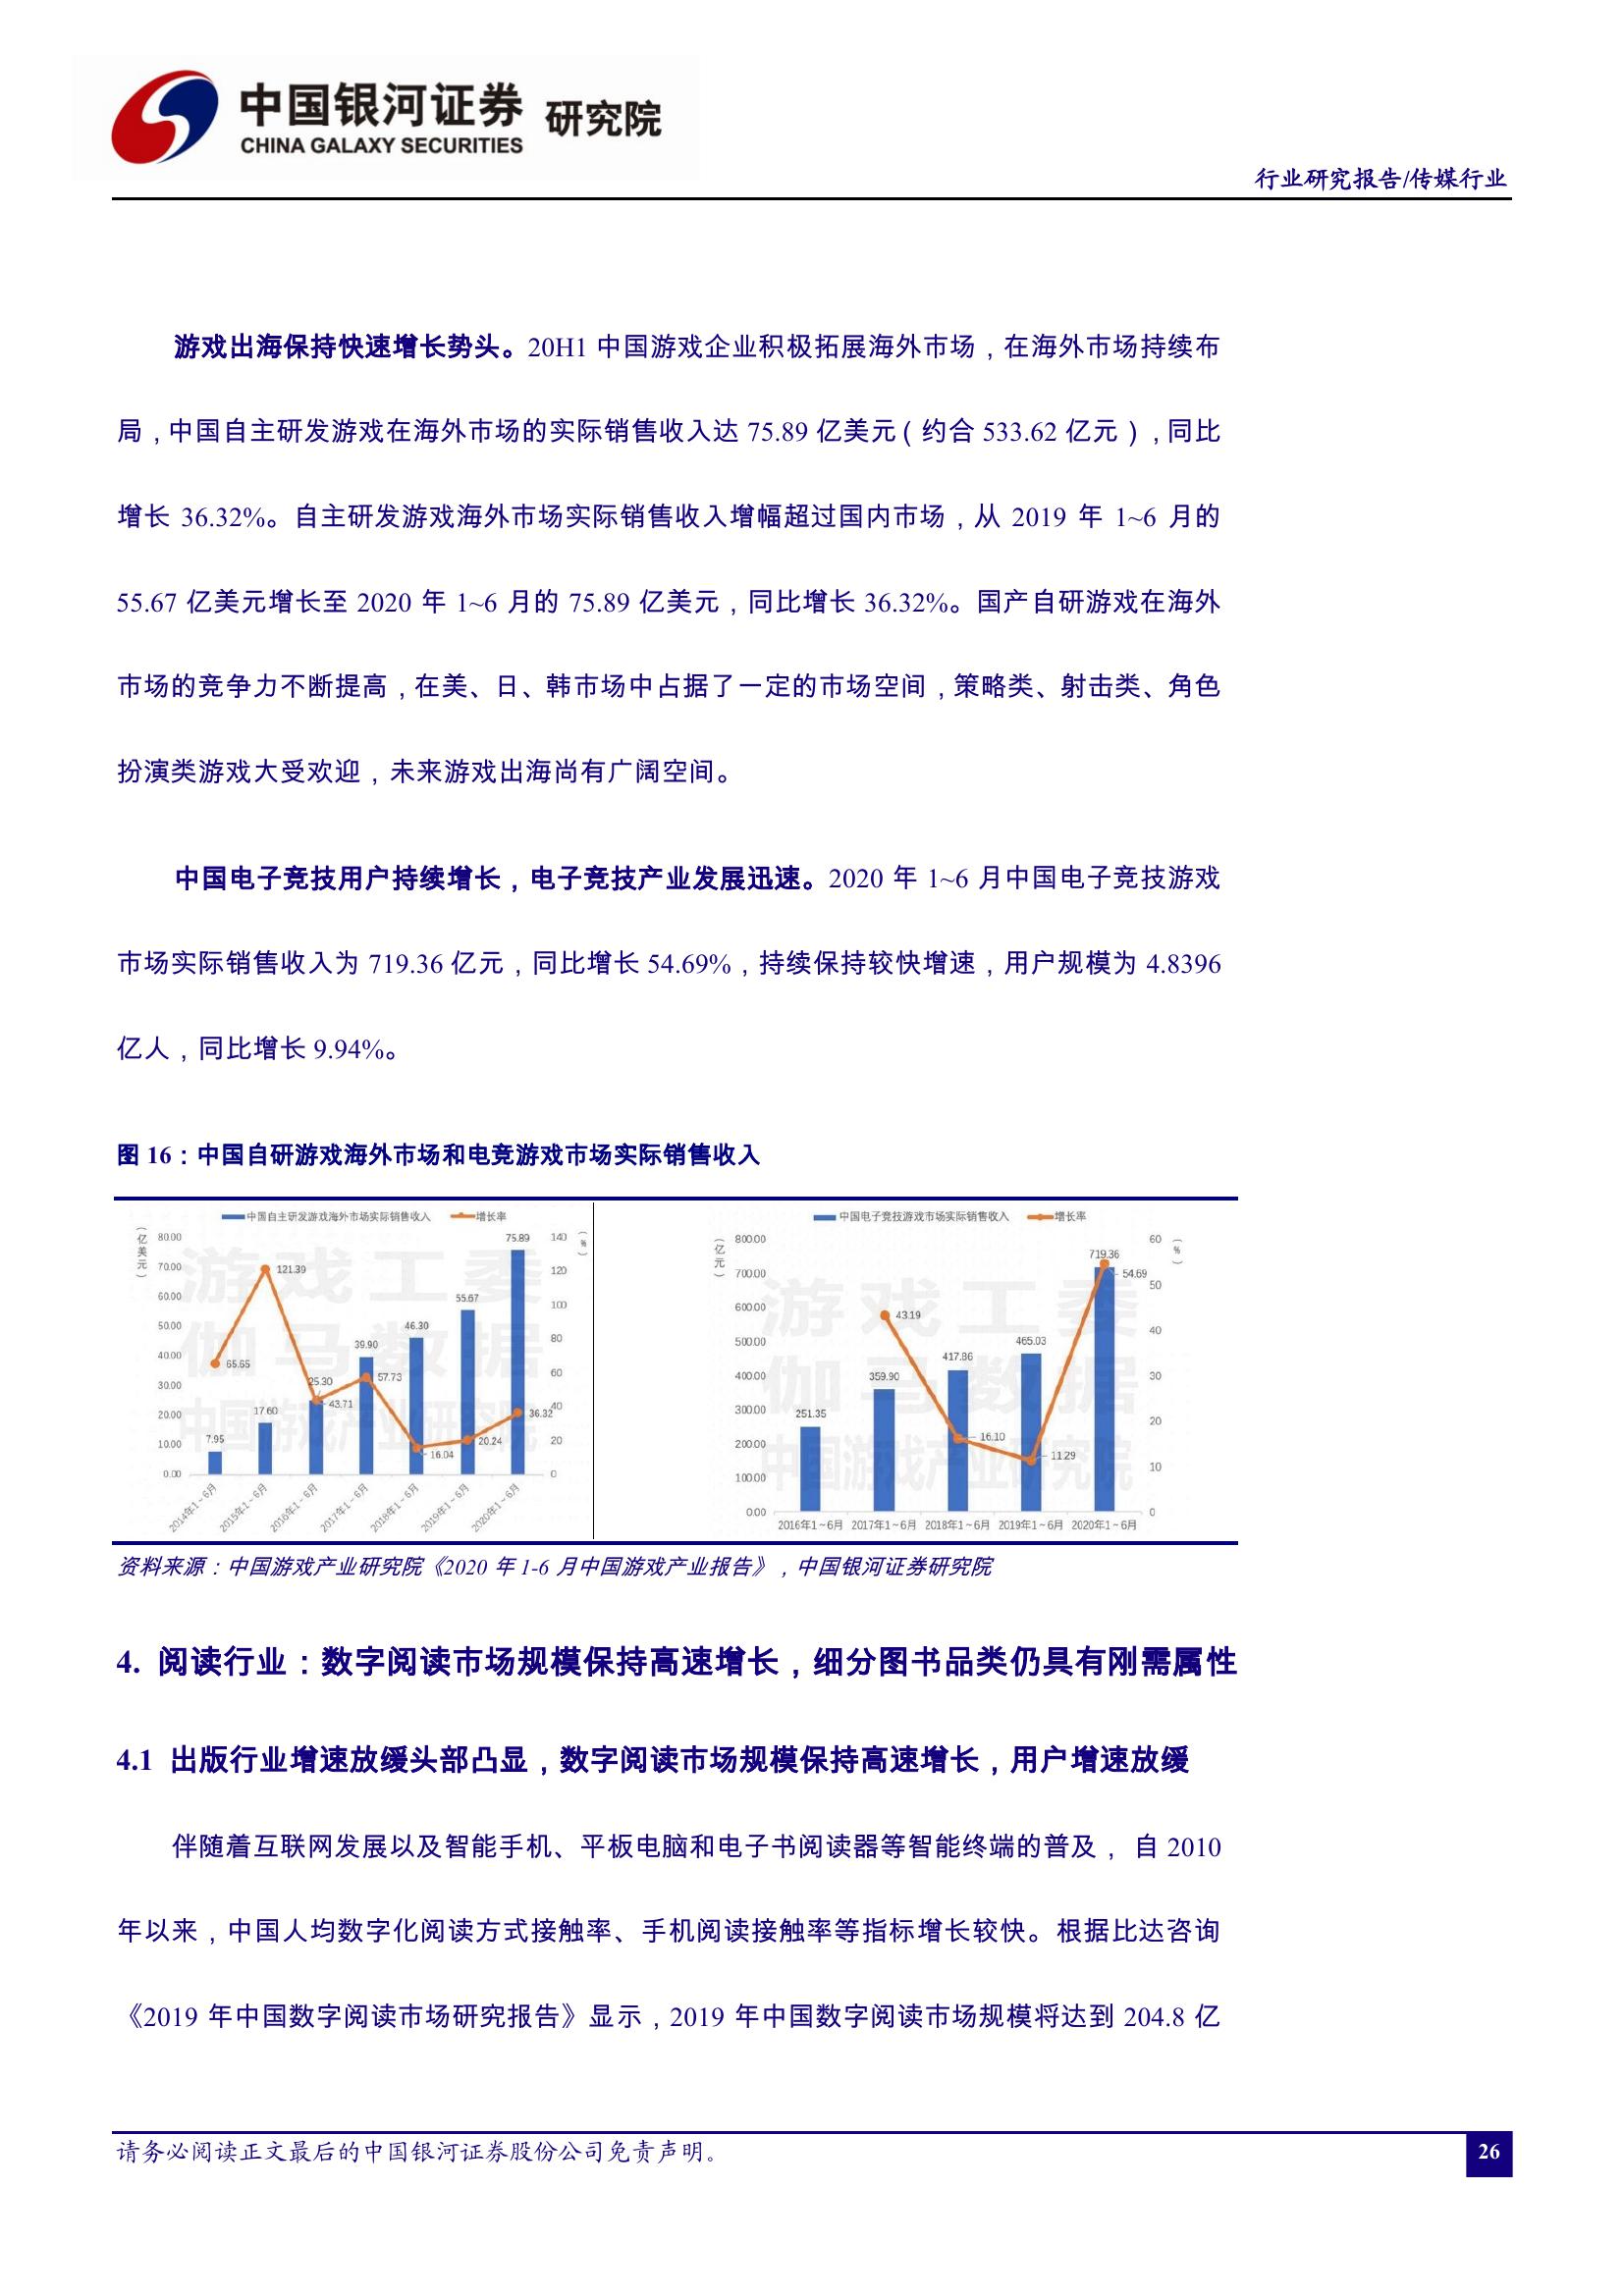 中国银河证券 研究院
CHINA GALAXY SECURITIES
行业研究报告/传媒行业
游戏出海保持快速增长势头。20H1 中国游戏企业积极拓展海外市场，在海外市场持续布
局，中国自主研发游戏在海外市场的实际销售收入达 75.89 亿美元（约合 533.62 亿元），同比
增长 36.32%。自主研发游戏海外市场实际销售收入增幅超过国内市场，从 2019 年 1~6 月的
55.67 亿美元增长至 2020 年 1~6 月的 75.89 亿美元，同比增长 36.32%。国产自研游戏在海外
市场的竞争力不断提高，在美、日、韩市场中占据了一定的市场空间，策略类、射击类、角色
扮演类游戏大受欢迎，未来游戏出海尚有广阔空间。
中国电子竞技用户持续增长，电子竞技产业发展迅速。2020 年 1~6 月中国电子竞技游戏
市场实际销售收入为 719.36 亿元，同比增长 54.69%，持续保持较快增速，用户规模为 4.8396
亿人，同比增长 9.94%。
图 16：中国自研游戏海外市场和电竞游戏市场实际销售收入
中国自主研发游戏海外市场实际销售收入 增长率
（亿美元）
（%）
80.00
70.00
60.00
50.00
40.00
30.00
20.00
10.00
0.00
140
120
100
80
60
40
20
0
7.95
17.60
25.30
39.90
46.30
55.67
75.89
65.65
121.39
43.71
57.73
16.04
20.24
36.32
2014年1~6月
2015年1~6月
2016年1~6月
2017年1~6月
2018年1~6月
2019年1~6月
2020年1~6月
游戏工委
伽马数据
中国游戏产业研究院
中国电子竞技游戏市场实际销售收入 增长率
（亿元）
（%）
800.00
700.00
600.00
500.00
400.00
300.00
200.00
100.00
0.00
60
50
40
30
20
10
0
251.35
359.90
417.86
465.03
719.36
43.19
16.10
11.29
54.69
2016年1~6月 2017年1~6月 2018年1~6月 2019年1~6月 2020年1~6月
游戏工委
伽马数据
中国游戏产业研究院
资料来源：中国游戏产业研究院《2020 年 1-6 月中国游戏产业报告》，中国银河证券研究院
4. 阅读行业：数字阅读市场规模保持高速增长，细分图书品类仍具有刚需属性
4.1 出版行业增速放缓头部凸显，数字阅读市场规模保持高速增长，用户增速放缓
伴随着互联网发展以及智能手机、平板电脑和电子书阅读器等智能终端的普及， 自 2010
年以来，中国人均数字化阅读方式接触率、手机阅读接触率等指标增长较快。根据比达咨询
《2019 年中国数字阅读市场研究报告》显示，2019 年中国数字阅读市场规模将达到 204.8 亿
请务必阅读正文最后的中国银河证券股份公司免责声明。
26